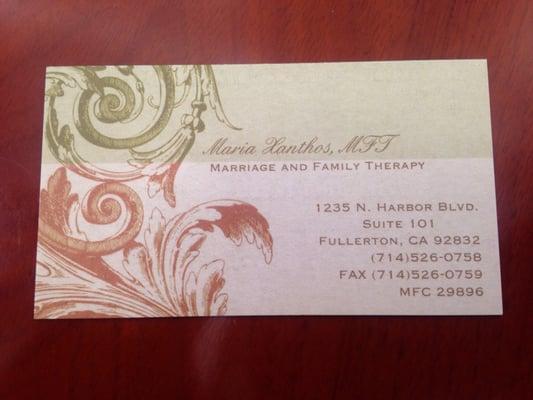 Maria Xanthos, MFT
MARRIAGE AND FAMILY THERAPY
1235 N. HARBOR BLVD.
SUITE 101
FULLERTON, CA 92832
(714)526-0758
FAX (714)526-0759
MFC 29896